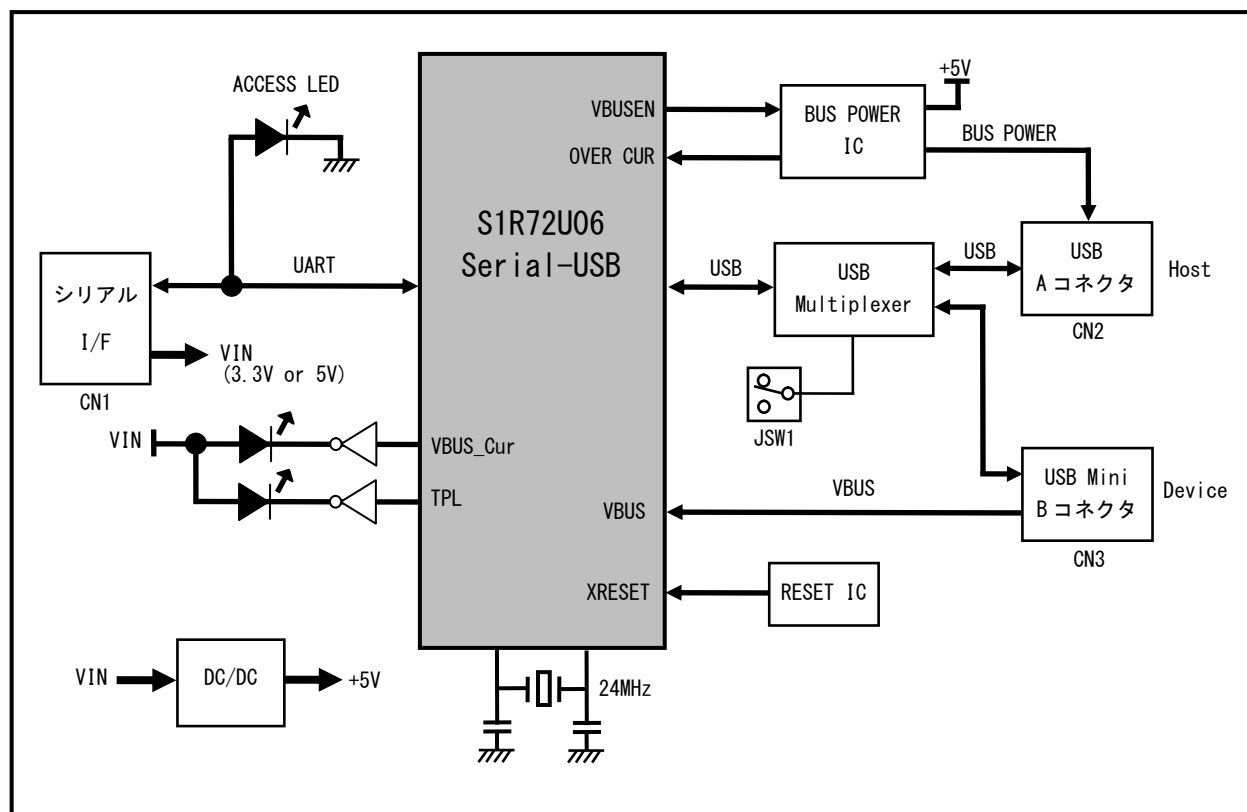 ACCESS LED
UART
シリアル
I/F
CN1
VIN
(3.3V or 5V)
VIN
VIN
DC/DC
+5V
S1R72U06
Serial-USB
VBUSEN
OVER CUR
VBUS_Cur
TPL
VBUS
XRESET
24MHz
BUS POWER
IC
+5V
BUS POWER
USB
USB
Multiplexer
JSW1
USB
USB
A コネクタ
CN2
Host
VBUS
USB Mini
B コネクタ
CN3
Device
RESET IC